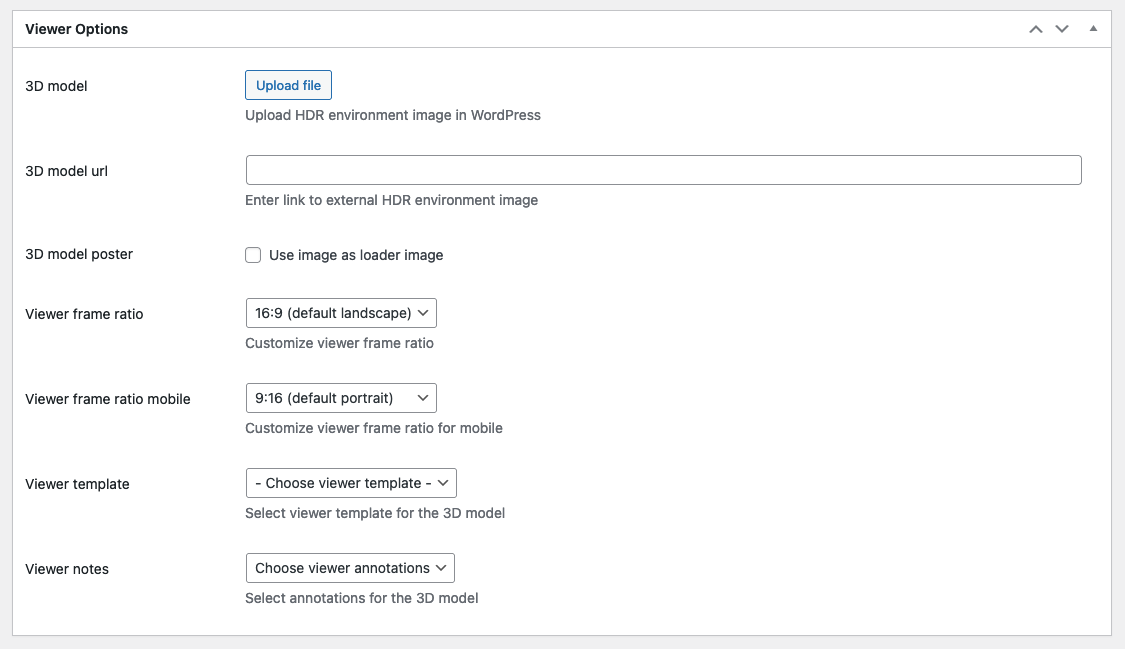 Viewer Options
3D model
Upload file
Upload HDR environment image in WordPress
3D model url
Enter link to external HDR environment image
3D model poster
Use image as loader image
Viewer frame ratio
16:9 (default landscape)
Customize viewer frame ratio
Viewer frame ratio mobile
9:16 (default portrait)
Customize viewer frame ratio for mobile
Viewer template
- Choose viewer template -
Select viewer template for the 3D model
Viewer notes
Choose viewer annotations
Select annotations for the 3D model